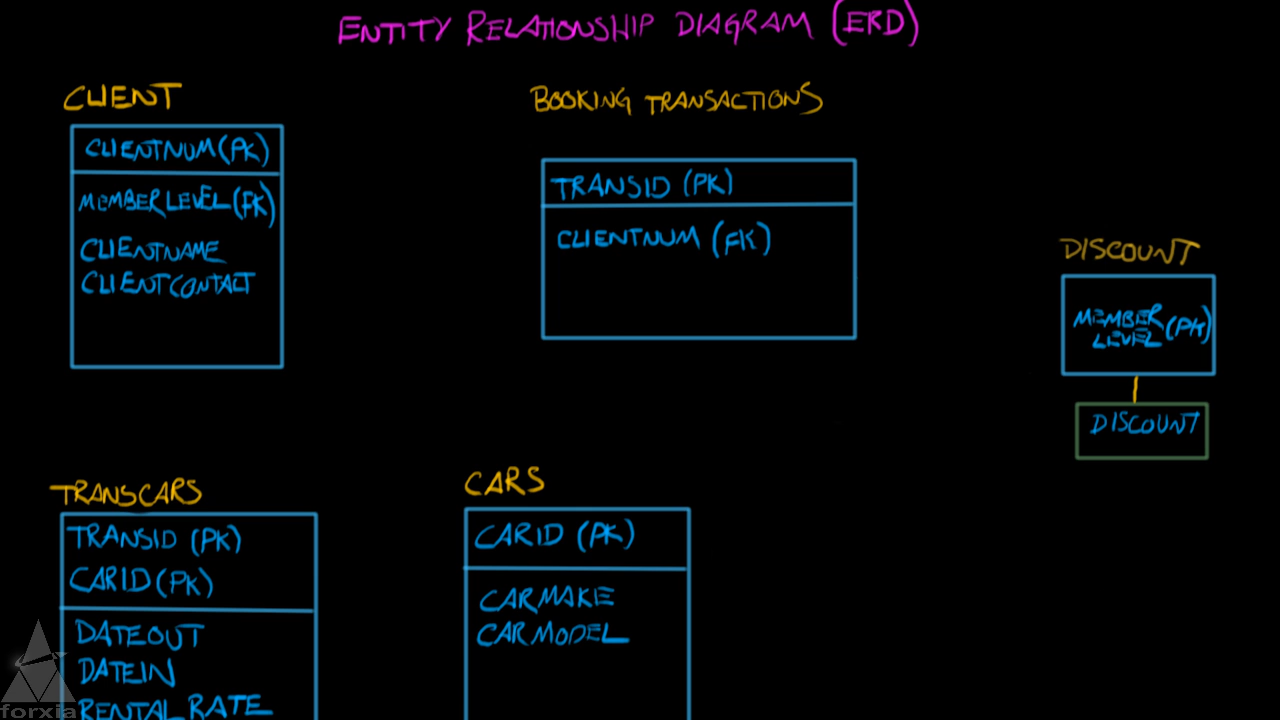 ENTITY RELATIONSHIP DIAGRAM (ERD)
CLIENT
CLIENTNUM (PK)
MEMBERLEVEL (FK)
CLIENTNAME
CLIENTCONTACT
BOOKING TRANSACTIONS
TRANSID (PK)
CLIENTNUM (FK)
DISCOUNT
MEMBER
LEVEL (PK)
DISCOUNT
TRANSCARS
TRANSID (PK)
CARID (PK)
DATEOUT
DATEIN
RENTAL RATE
CARS
CARID (PK)
CARMAKE
CARMODEL
forxia